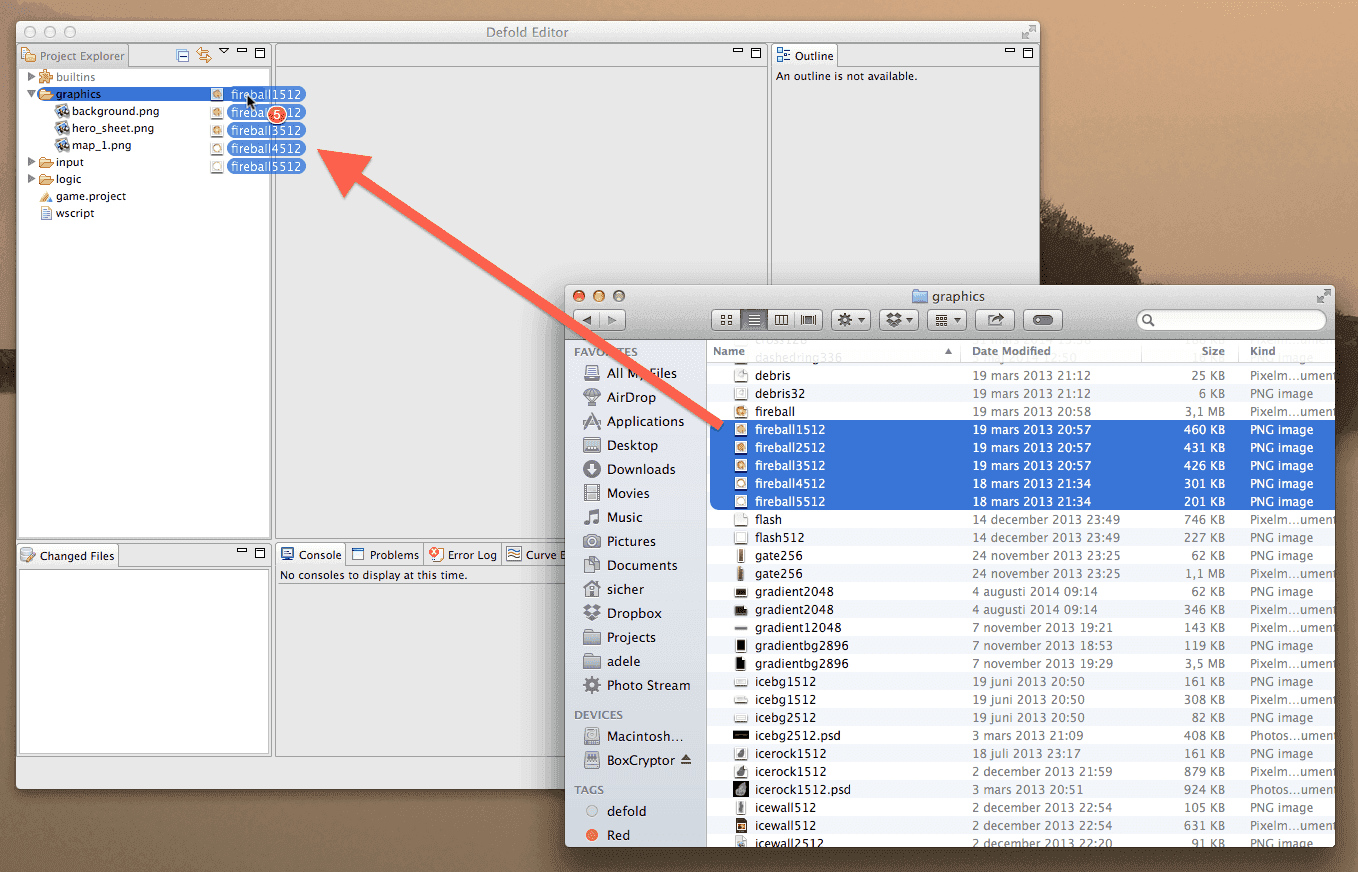 Defold Editor
Project Explorer
Outline
An outline is not available.
builtins
graphics
fireball1512
background.png
5
hero_sheet.png
fireball3512
map_1.png
fireball4512
input
fireball5512
logic
game.project
wscript
Changed Files
Console
Problems
Error Log
Curve E
No consoles to display at this time.
graphics
FAVORITES
All My Files
AirDrop
Applications
Desktop
Downloads
Movies
Music
Pictures
Documents
sicher
Dropbox
Projects
adele
Photo Stream
DEVICES
Macintosh...
BoxCryptor
TAGS
defold
Red
Name Date Modified Size Kind
dashedring336
debris 19 mars 2013 21:12 25 KB Pixelm...ument
debris32 19 mars 2013 21:12 6 KB PNG image
fireball 19 mars 2013 20:58 3,1 MB Pixelm...ument
fireball1512 19 mars 2013 20:57 460 KB PNG image
fireball2512 19 mars 2013 20:57 431 KB PNG image
fireball3512 19 mars 2013 20:57 426 KB PNG image
fireball4512 18 mars 2013 21:34 301 KB PNG image
fireball5512 18 mars 2013 21:34 201 KB PNG image
flash 14 december 2013 23:49 746 KB Pixelm...ument
flash512 14 december 2013 23:49 227 KB PNG image
gate256 24 november 2013 23:25 62 KB PNG image
gate256 24 november 2013 23:25 1,1 MB Pixelm...ument
gradient2048 4 augusti 2014 09:14 62 KB PNG image
gradient2048 4 augusti 2014 09:14 346 KB Pixelm...ument
gradient12048 7 november 2013 19:21 143 KB PNG image
gradientbg2896 7 november 2013 18:53 119 KB PNG image
gradientbg2896 7 november 2013 19:29 3,5 MB Pixelm...ument
icebg1512 19 juni 2013 20:50 161 KB PNG image
icebg1512 19 juni 2013 20:50 308 KB Pixelm...ument
icebg2512 19 juni 2013 20:50 82 KB PNG image
icebg2512.psd 3 mars 2013 21:09 408 KB Photos...ument
icerock1512 18 juli 2013 23:17 161 KB PNG image
icerock1512 2 december 2013 21:59 879 KB Pixelm...ument
icerock1512.psd 3 mars 2013 20:51 924 KB Photos...ument
icewall512 2 december 2013 22:54 105 KB PNG image
icewall512 2 december 2013 22:54 631 KB Pixelm...ument
icewall2512 2 december 2013 22:20 91 KB PNG image